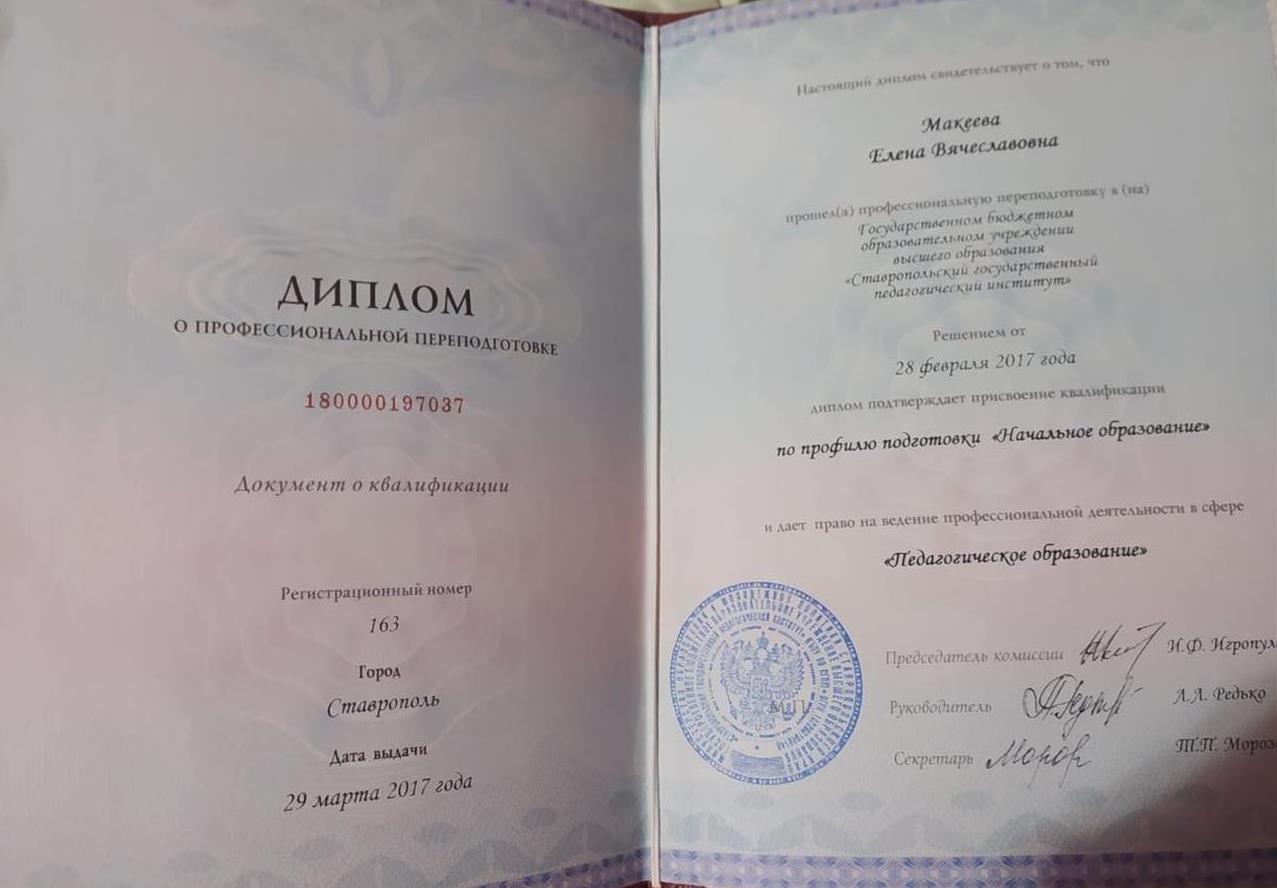 ДИПЛОМ
О ПРОФЕССИОНАЛЬНОЙ ПЕРЕПОДГОТОВКЕ
180000197037
Документ о квалификации
Регистрационный номер
163
Город
Ставрополь
Дата выдачи
29 марта 2017 года
Настоящий диплом свидетельствует о том, что
Макеева
Елена Вячеславовна
прошел(а) профессиональную переподготовку в (на)
Государственном бюджетном
образовательном учреждении
высшего образования
«Ставропольский государственный
педагогический институт»
Решением от
28 февраля 2017 года
диплом подтверждает присвоение квалификации
по профилю подготовки «Начальное образование»
и дает право на ведение профессиональной деятельности в сфере
«Педагогическое образование»
М.П.
Председатель комиссии И.Ф. Игропул
Руководитель А.А. Редько
Секретарь Т.П. Мороз